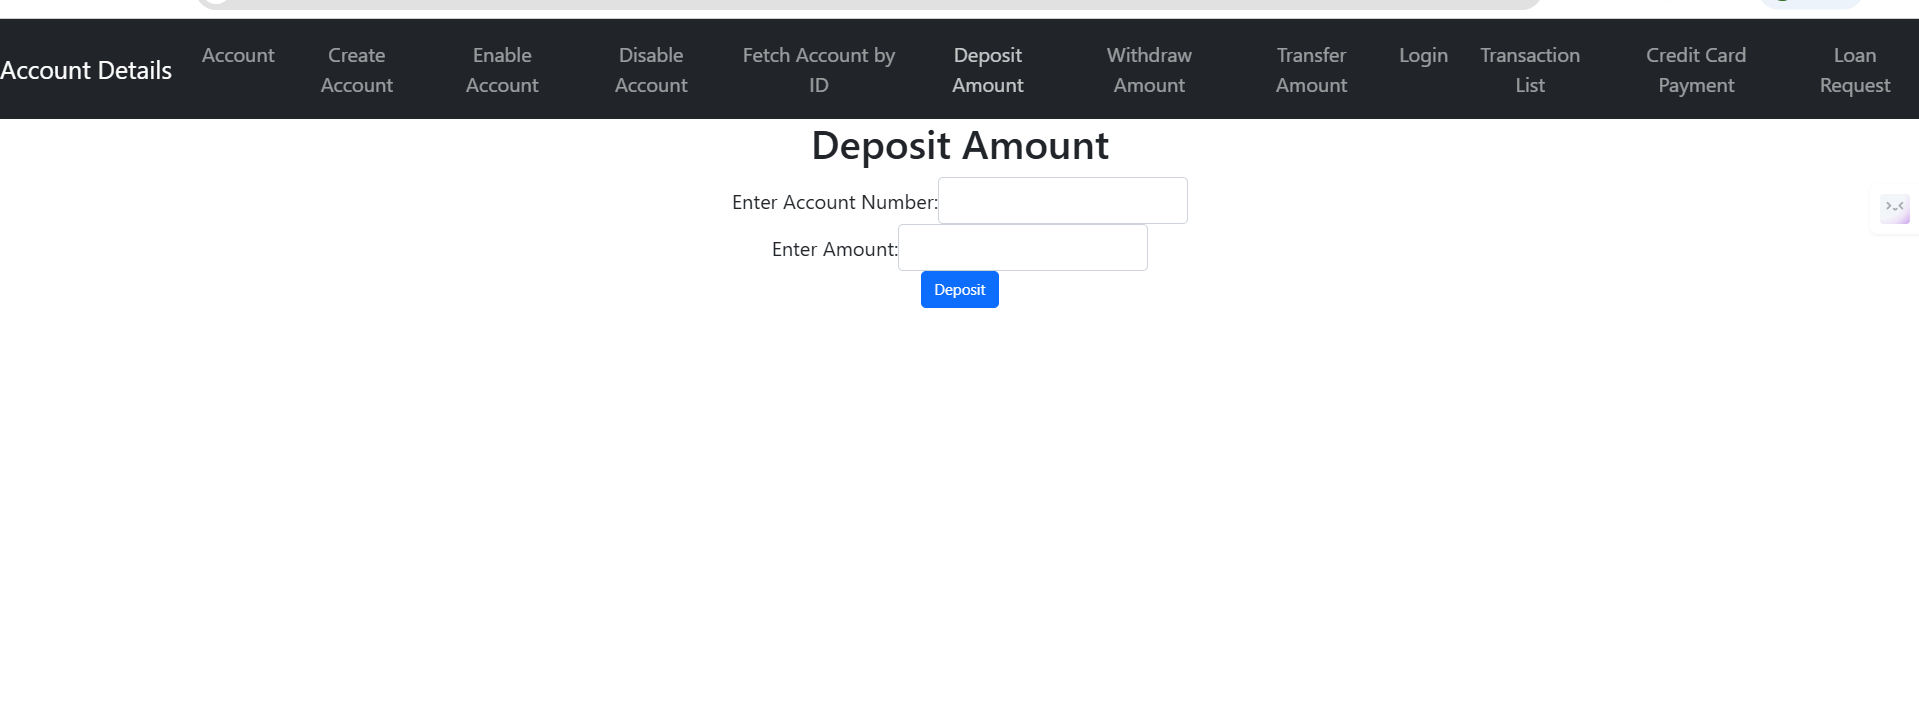 Account Details
Account
Create
Account
Enable
Account
Disable
Account
Fetch Account by
ID
Deposit
Amount
Withdraw
Amount
Transfer
Amount
Login
Transaction
List
Credit Card
Payment
Loan
Request
Deposit Amount
Enter Account Number:
Enter Amount:
Deposit